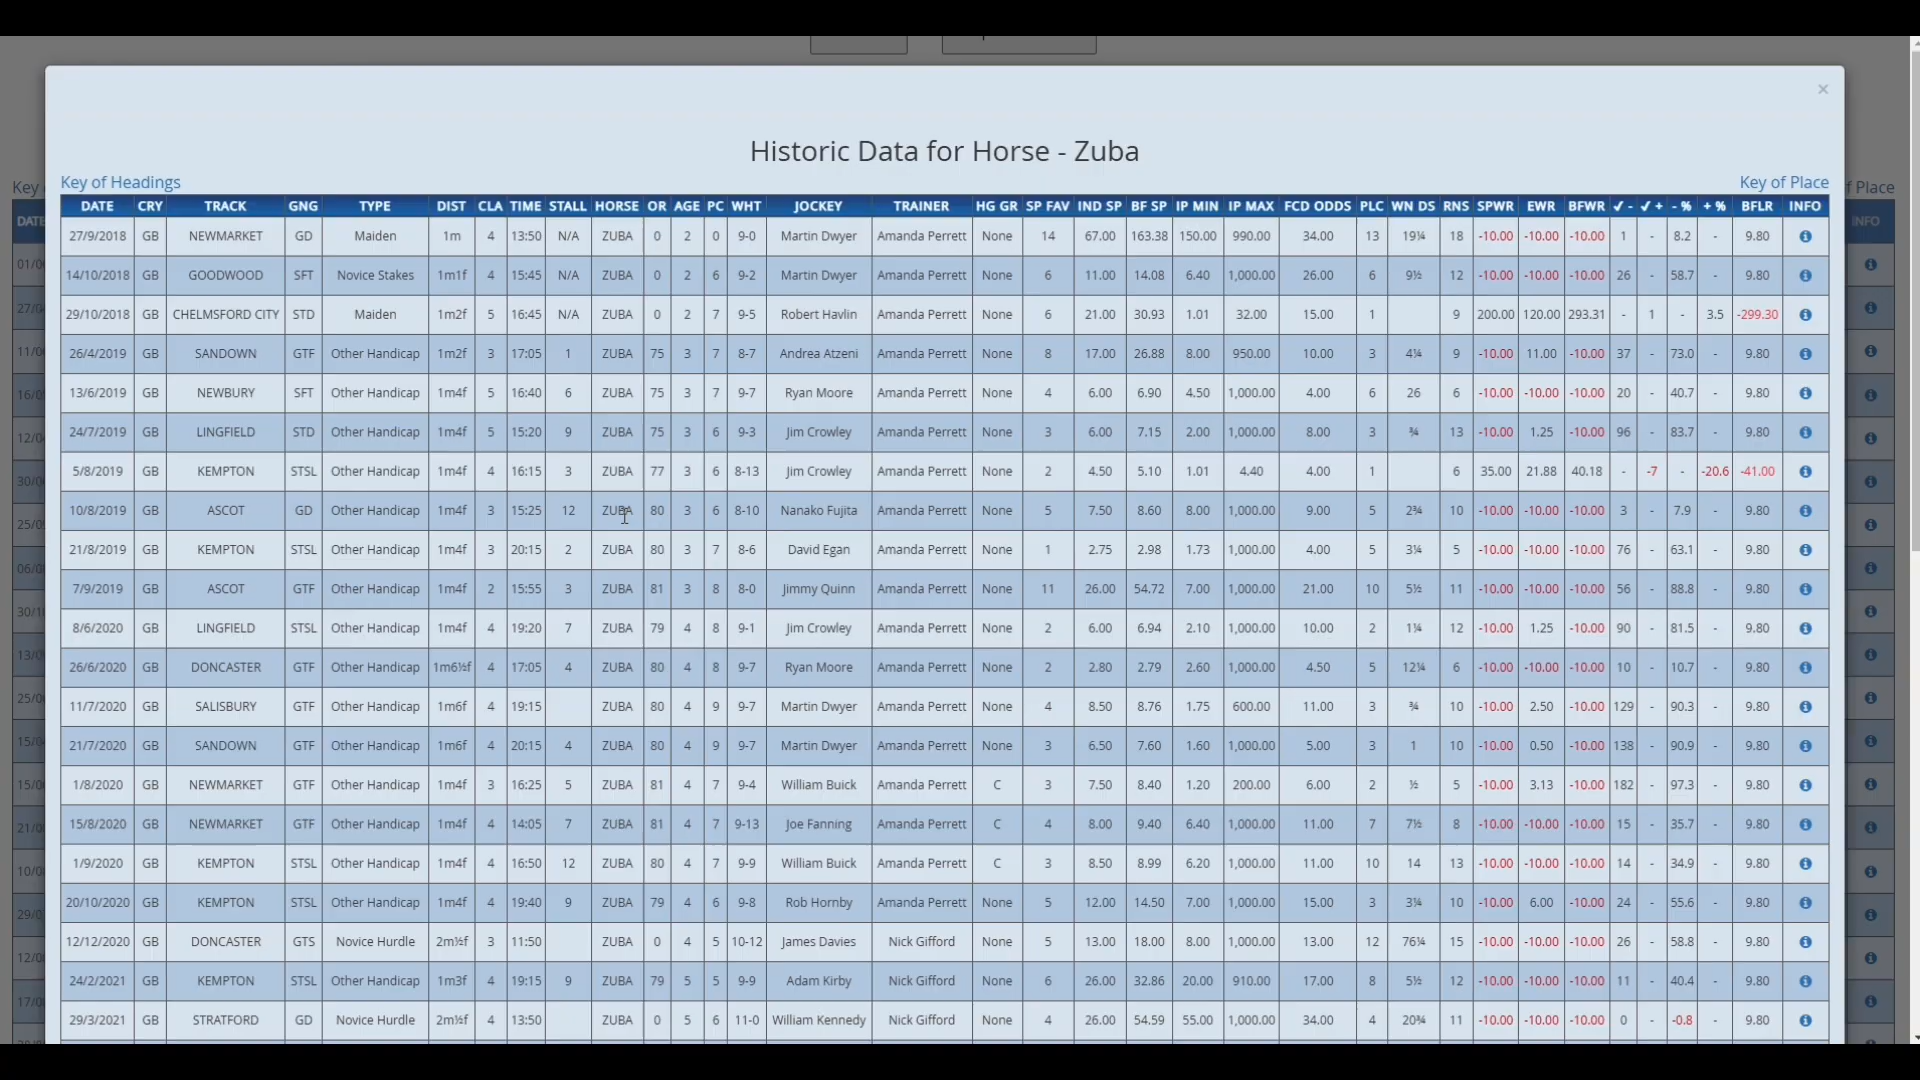 Historic Data for Horse - Zuba
Key of Headings Key of Place
DATE CRY TRACK GNG TYPE DIST CLA TIME STALL HORSE OR AGE PC WHT JOCKEY TRAINER HG GR SP FAV IND SP BF SP IP MIN IP MAX FCD ODDS PLC WN DS RNS SPWR EWR BFWR ✓ - ✓ + - % + % BFLR INFO
27/9/2018 GB NEWMARKET GD Maiden 1m 4 13:50 N/A ZUBA 0 2 0 9-0 Martin Dwyer Amanda Perrett None 14 67.00 163.38 150.00 990.00 34.00 13 19¼ 18 -10.00 -10.00 -10.00 1 - 8.2 - 9.80
14/10/2018 GB GOODWOOD SFT Novice Stakes 1m1f 4 15:45 N/A ZUBA 0 2 6 9-2 Martin Dwyer Amanda Perrett None 6 11.00 14.08 6.40 1,000.00 26.00 6 9½ 12 -10.00 -10.00 -10.00 26 - 58.7 - 9.80
29/10/2018 GB CHELMSFORD CITY STD Maiden 1m2f 5 16:45 N/A ZUBA 0 2 7 9-5 Robert Havlin Amanda Perrett None 6 21.00 30.93 1.01 32.00 15.00 1 9 200.00 120.00 293.31 - 1 - 3.5 -299.30
26/4/2019 GB SANDOWN GTF Other Handicap 1m2f 3 17:05 1 ZUBA 75 3 7 8-7 Andrea Atzeni Amanda Perrett None 8 17.00 26.88 8.00 950.00 10.00 3 4¼ 9 -10.00 11.00 -10.00 37 - 73.0 - 9.80
13/6/2019 GB NEWBURY SFT Other Handicap 1m4f 5 16:40 6 ZUBA 75 3 7 9-7 Ryan Moore Amanda Perrett None 4 6.00 6.90 4.50 1,000.00 4.00 6 26 6 -10.00 -10.00 -10.00 20 - 40.7 - 9.80
24/7/2019 GB LINGFIELD STD Other Handicap 1m4f 5 15:20 9 ZUBA 75 3 6 9-3 Jim Crowley Amanda Perrett None 3 6.00 7.15 2.00 1,000.00 8.00 3 ¾ 13 -10.00 1.25 -10.00 96 - 83.7 - 9.80
5/8/2019 GB KEMPTON STSL Other Handicap 1m4f 4 16:15 3 ZUBA 77 3 6 8-13 Jim Crowley Amanda Perrett None 2 4.50 5.10 1.01 4.40 4.00 1 6 35.00 21.88 40.18 - -7 - -20.6 -41.00
10/8/2019 GB ASCOT GD Other Handicap 1m4f 3 15:25 12 ZUBA 80 3 6 8-10 Nanako Fujita Amanda Perrett None 5 7.50 8.60 8.00 1,000.00 9.00 5 2¾ 10 -10.00 -10.00 -10.00 3 - 7.9 - 9.80
21/8/2019 GB KEMPTON STSL Other Handicap 1m4f 3 20:15 2 ZUBA 80 3 7 8-6 David Egan Amanda Perrett None 1 2.75 2.98 1.73 1,000.00 4.00 5 3¼ 5 -10.00 -10.00 -10.00 76 - 63.1 - 9.80
7/9/2019 GB ASCOT GTF Other Handicap 1m4f 2 15:55 3 ZUBA 81 3 8 8-0 Jimmy Quinn Amanda Perrett None 11 26.00 54.72 7.00 1,000.00 21.00 10 5½ 11 -10.00 -10.00 -10.00 56 - 88.8 - 9.80
8/6/2020 GB LINGFIELD STSL Other Handicap 1m4f 4 19:20 7 ZUBA 79 4 8 9-1 Jim Crowley Amanda Perrett None 2 6.00 6.94 2.10 1,000.00 10.00 2 1¼ 12 -10.00 1.25 -10.00 90 - 81.5 - 9.80
26/6/2020 GB DONCASTER GTF Other Handicap 1m6½f 4 17:05 4 ZUBA 80 4 8 9-7 Ryan Moore Amanda Perrett None 2 2.80 2.79 2.60 1,000.00 4.50 5 12¼ 6 -10.00 -10.00 -10.00 10 - 10.7 - 9.80
11/7/2020 GB SALISBURY GTF Other Handicap 1m6f 4 19:15 ZUBA 80 4 9 9-7 Martin Dwyer Amanda Perrett None 4 8.50 8.76 1.75 600.00 11.00 3 ¾ 10 -10.00 2.50 -10.00 129 - 90.3 - 9.80
21/7/2020 GB SANDOWN GTF Other Handicap 1m6f 4 20:15 4 ZUBA 80 4 9 9-7 Martin Dwyer Amanda Perrett None 3 6.50 7.60 1.60 1,000.00 5.00 3 1 10 -10.00 0.50 -10.00 138 - 90.9 - 9.80
1/8/2020 GB NEWMARKET GTF Other Handicap 1m4f 3 16:25 5 ZUBA 81 4 7 9-4 William Buick Amanda Perrett C 3 7.50 8.40 1.20 200.00 6.00 2 ½ 5 -10.00 3.13 -10.00 182 - 97.3 - 9.80
15/8/2020 GB NEWMARKET GTF Other Handicap 1m4f 4 14:05 7 ZUBA 81 4 7 9-13 Joe Fanning Amanda Perrett C 4 8.00 9.40 6.40 1,000.00 11.00 7 7½ 8 -10.00 -10.00 -10.00 15 - 35.7 - 9.80
1/9/2020 GB KEMPTON STSL Other Handicap 1m4f 4 16:50 12 ZUBA 80 4 7 9-9 William Buick Amanda Perrett C 3 8.50 8.99 6.20 1,000.00 11.00 10 14 13 -10.00 -10.00 -10.00 14 - 34.9 - 9.80
20/10/2020 GB KEMPTON STSL Other Handicap 1m4f 4 19:40 9 ZUBA 79 4 6 9-8 Rob Hornby Amanda Perrett None 5 12.00 14.50 7.00 1,000.00 15.00 3 3¼ 10 -10.00 6.00 -10.00 24 - 55.6 - 9.80
12/12/2020 GB DONCASTER GTS Novice Hurdle 2m½f 3 11:50 ZUBA 0 4 5 10-12 James Davies Nick Gifford None 5 13.00 18.00 8.00 1,000.00 13.00 12 76¼ 15 -10.00 -10.00 -10.00 26 - 58.8 - 9.80
24/2/2021 GB KEMPTON STSL Other Handicap 1m3f 4 19:15 9 ZUBA 79 5 5 9-9 Adam Kirby Nick Gifford None 6 26.00 32.86 20.00 910.00 17.00 8 5½ 12 -10.00 -10.00 -10.00 11 - 40.4 - 9.80
29/3/2021 GB STRATFORD GD Novice Hurdle 2m½f 4 13:50 ZUBA 0 5 6 11-0 William Kennedy Nick Gifford None 4 26.00 54.59 55.00 1,000.00 34.00 4 20¾ 11 -10.00 -10.00 -10.00 0 - -0.8 - 9.80